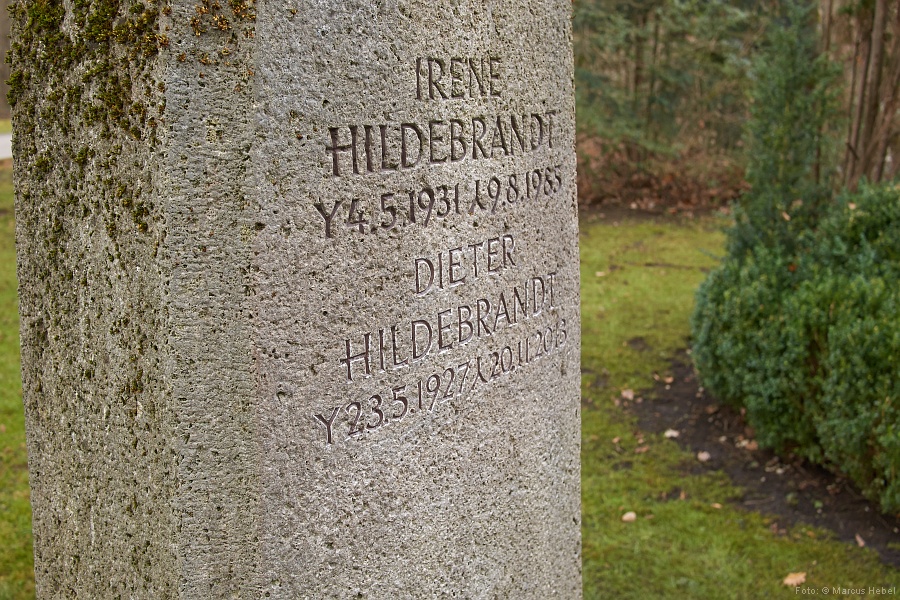 IRENE
HILDEBRANDT
Y 4.5.1931 ⅄ 9.8.1985
DIETER
HILDEBRANDT
Y 23.5.1927 ⅄ 20.11.2013
Foto: © Marcus Hebel